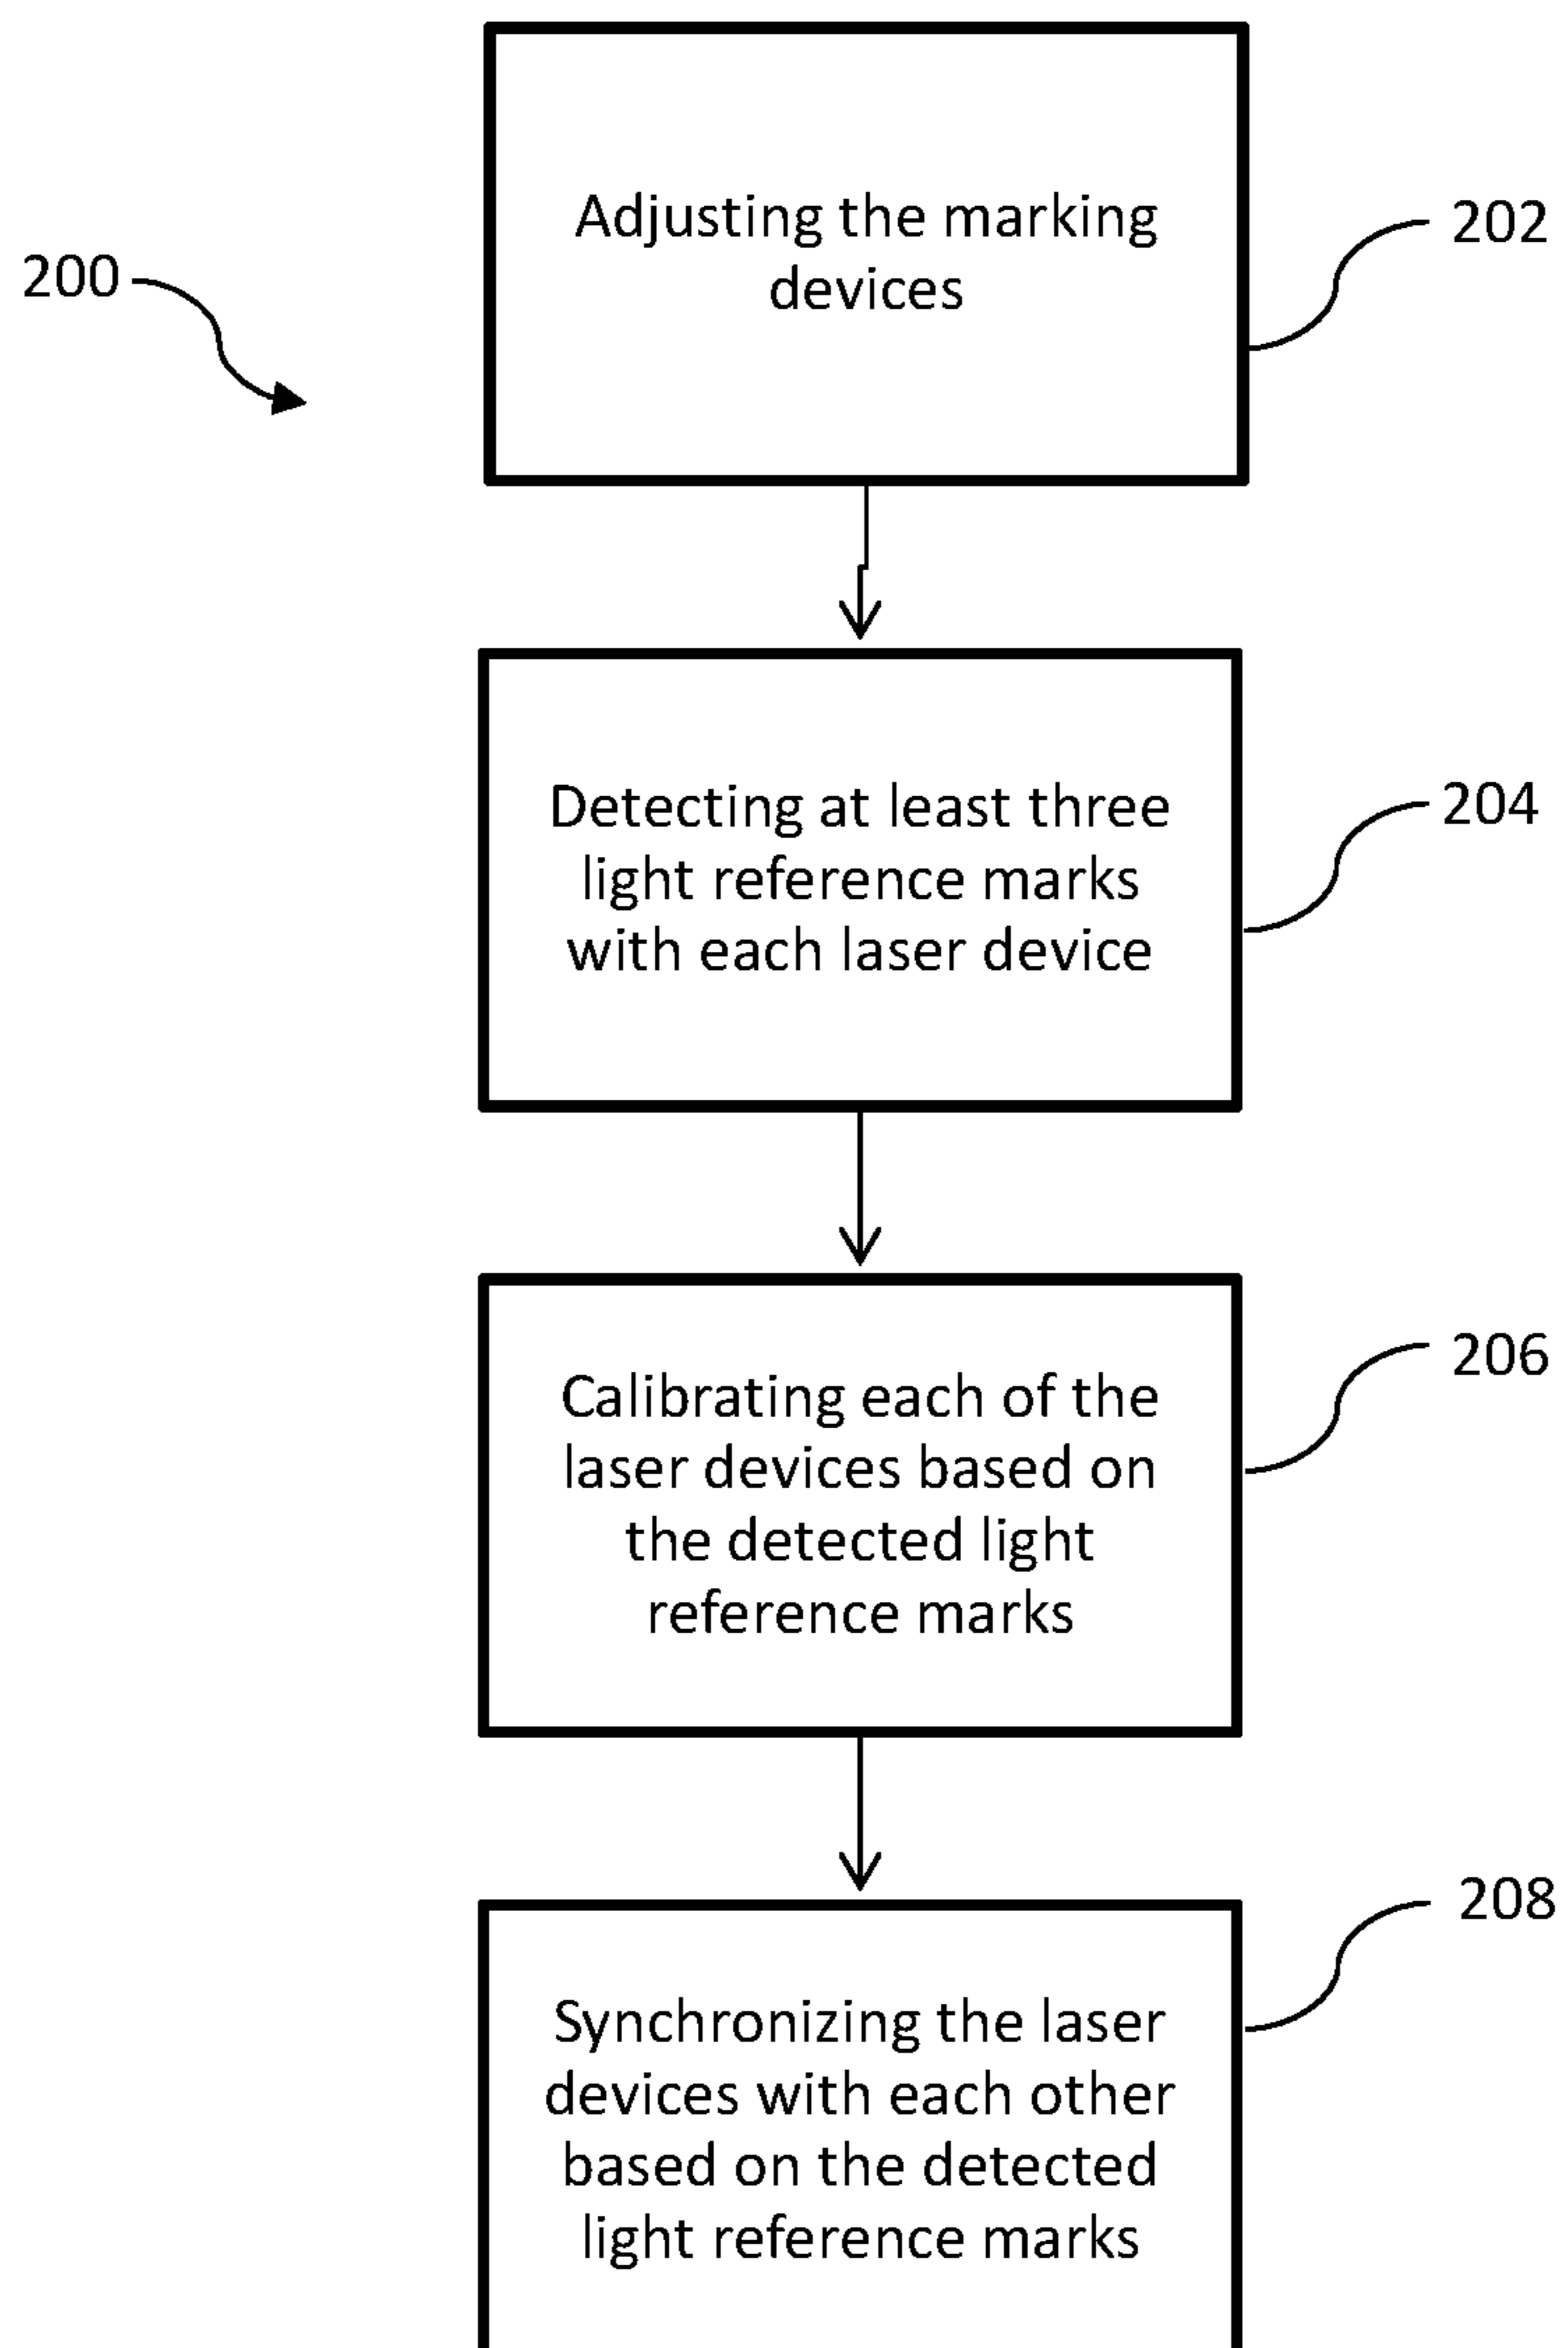 Adjusting the marking
devices
202
200
Detecting at least three
light reference marks
with each laser device
204
Calibrating each of the
laser devices based on
the detected light
reference marks
206
Synchronizing the laser
devices with each other
based on the detected
light reference marks
208